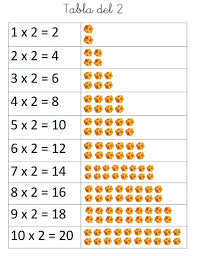 Tabla del 2
1 x 2 = 2
2 x 2 = 4
3 x 2 = 6
4 x 2 = 8
5 x 2 = 10
6 x 2 = 12
7 x 2 = 14
8 x 2 = 16
9 x 2 = 18
10 x 2 = 20